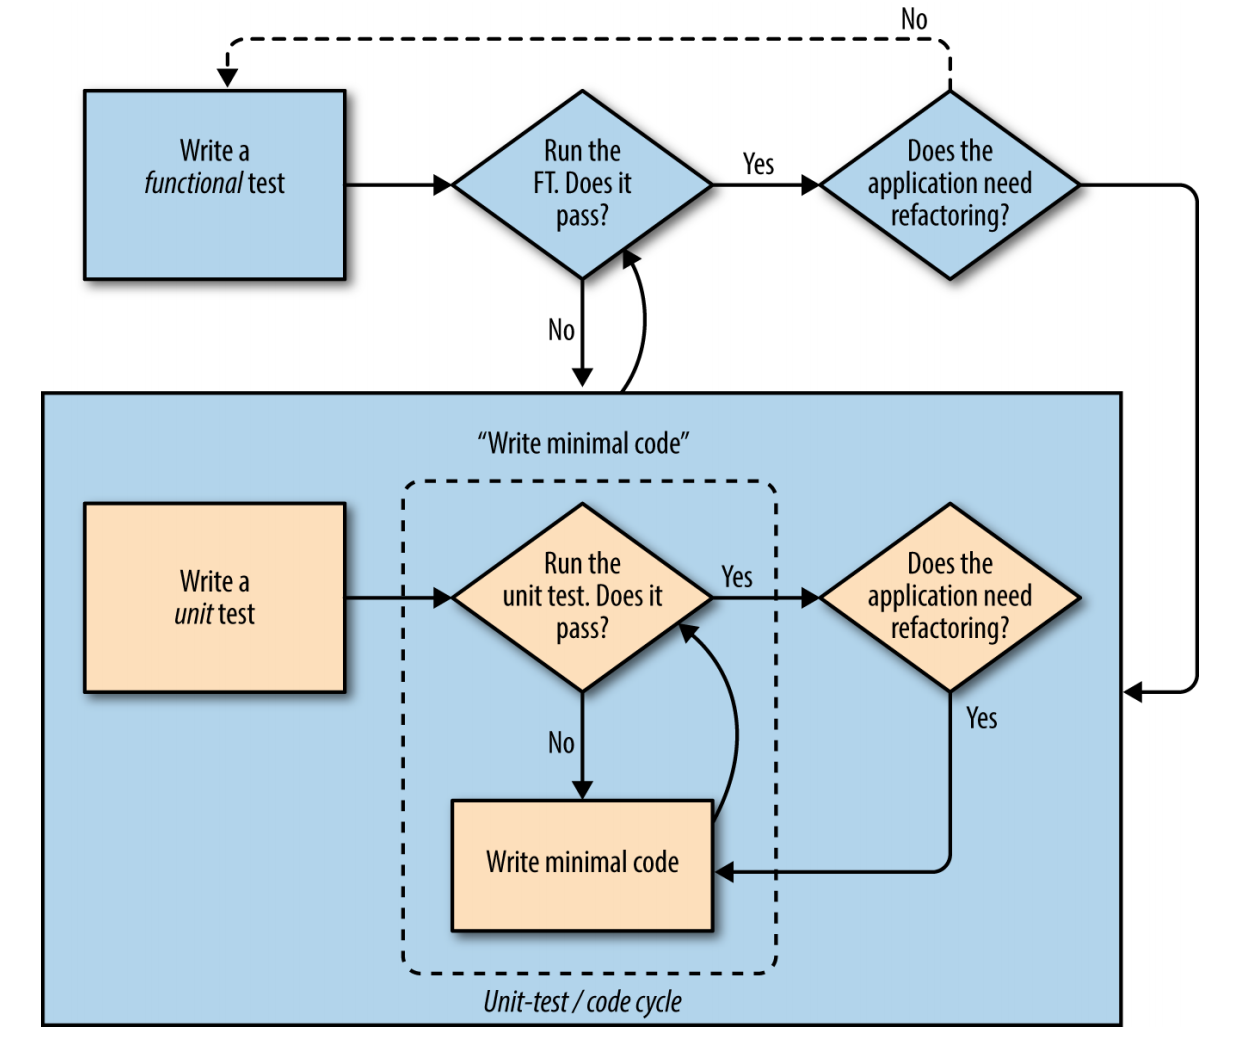 No
Write a
functional test
Run the
FT. Does it
pass?
Yes
Does the
application need
refactoring?
No
“Write minimal code”
Write a
unit test
Run the
unit test. Does it
pass?
Yes
Does the
application need
refactoring?
No
Yes
Write minimal code
Unit-test / code cycle